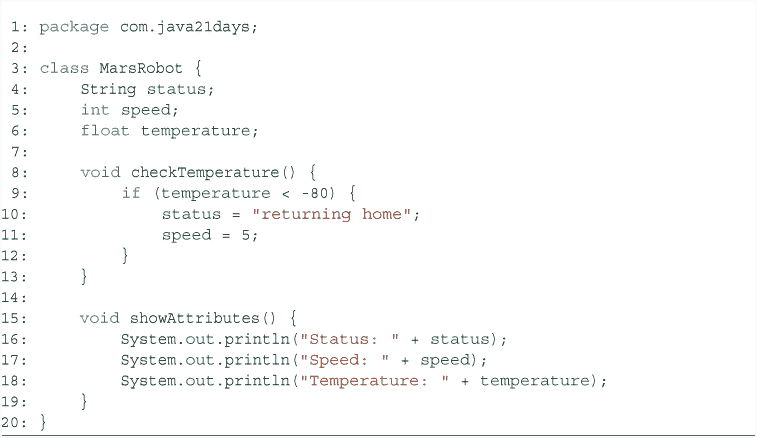 1: package com.java21days;
2:
3: class MarsRobot {
4:     String status;
5:     int speed;
6:     float temperature;
7:
8:     void checkTemperature() {
9:         if (temperature < -80) {
10:             status = "returning home";
11:             speed = 5;
12:         }
13:     }
14:
15:     void showAttributes() {
16:         System.out.println("Status: " + status);
17:         System.out.println("Speed: " + speed);
18:         System.out.println("Temperature: " + temperature);
19:     }
20: }